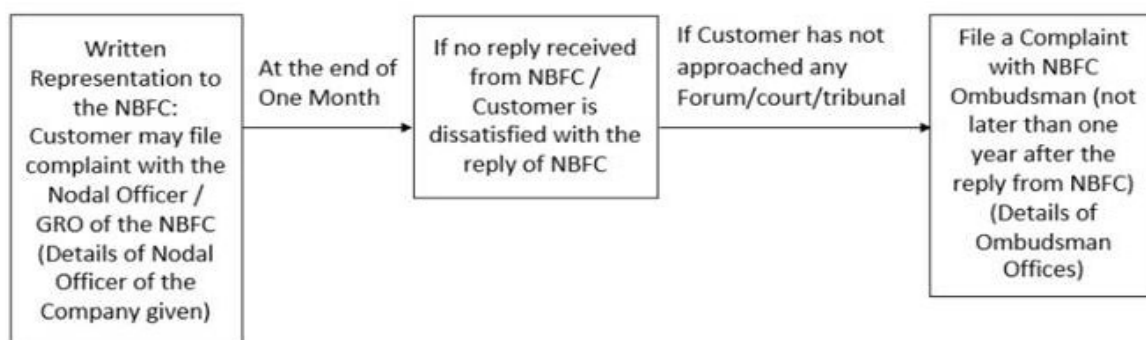 Written
Representation to
the NBFC:
Customer may file
complaint with the
Nodal Officer /
GRO of the NBFC
(Details of Nodal
Officer of the
Company given)
At the end of
One Month
If no reply received
from NBFC /
Customer is
dissatisfied with the
reply of NBFC
If Customer has not
approached any
Forum/court/tribunal
File a Complaint
with NBFC
Ombudsman (not
later than one
year after the
reply from NBFC)
(Details of
Ombudsman
Offices)